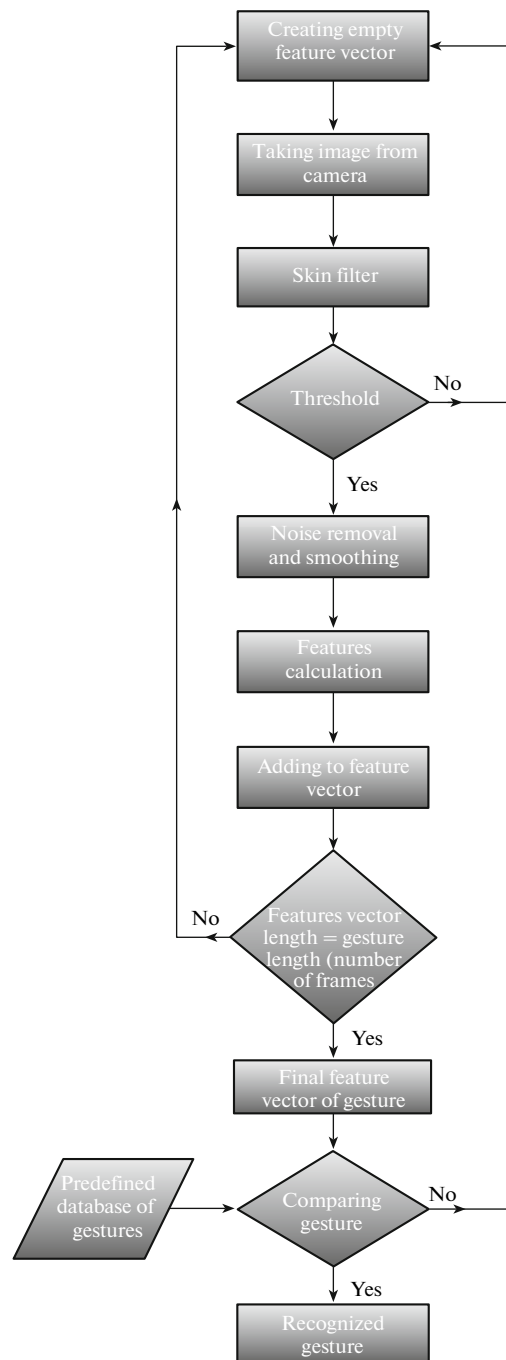 Creating empty
feature vector
Taking image from
camera
Skin filter
Threshold
No
Yes
Noise removal
and smoothing
Features
calculation
Adding to feature
vector
No
Features vector
length = gesture
length (number
of frames
Yes
Final feature
vector of gesture
Predefined
database of
gestures
Comparing
gesture
No
Yes
Recognized
gesture